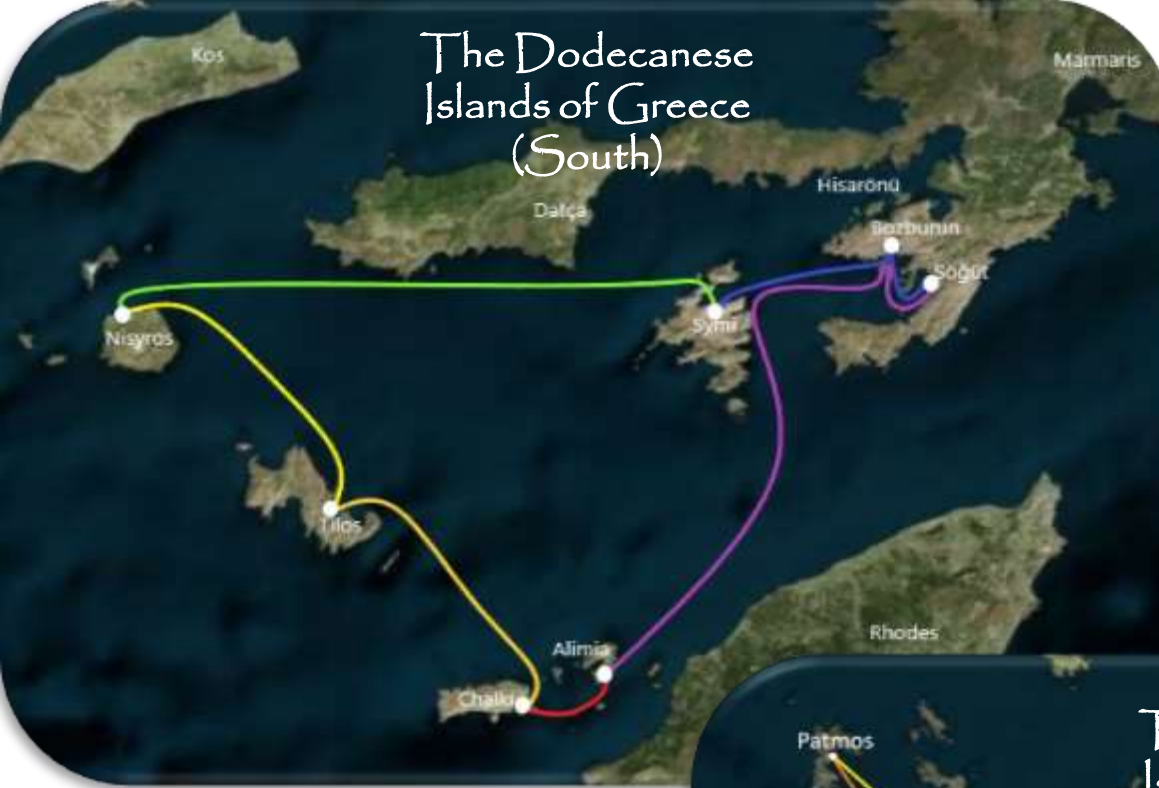 The Dodecanese
Islands of Greece
(South)
Kos
Marmaris
Hisarönü
Datça
Bozburun
Söğüt
Nisyros
Symi
Tilos
Rhodes
Alimia
Chalki
Patmos